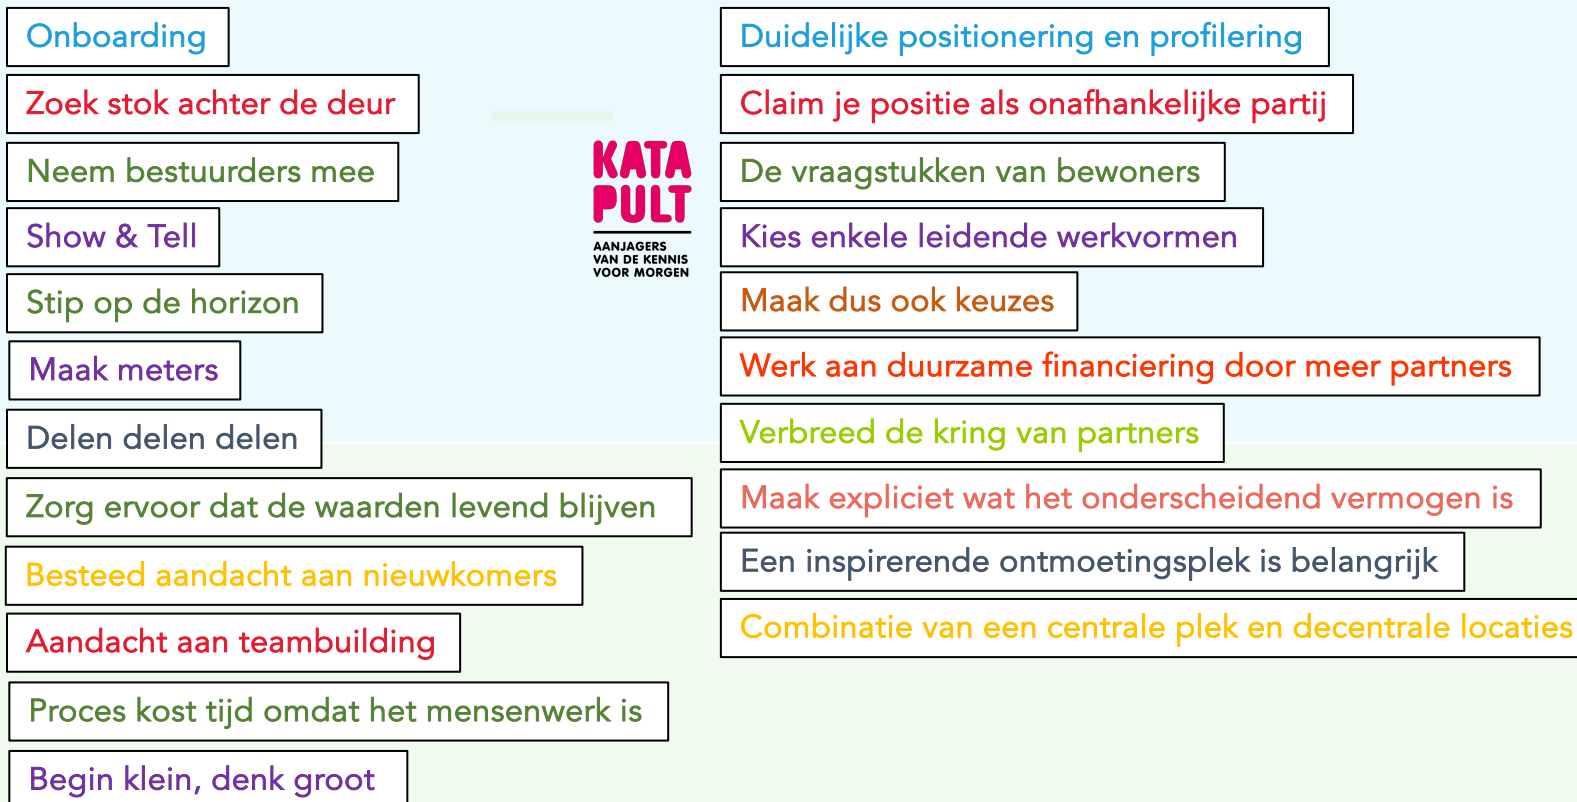 Onboarding
Zoek stok achter de deur
Neem bestuurders mee
Show & Tell
Stip op de horizon
Maak meters
Delen delen delen
Zorg ervoor dat de waarden levend blijven
Besteed aandacht aan nieuwkomers
Aandacht aan teambuilding
Proces kost tijd omdat het mensenwerk is
Begin klein, denk groot
KATA
PULT
AANJAGERS
VAN DE KENNIS
VOOR MORGEN
Duidelijke positionering en profilering
Claim je positie als onafhankelijke partij
De vraagstukken van bewoners
Kies enkele leidende werkvormen
Maak dus ook keuzes
Werk aan duurzame financiering door meer partners
Verbreed de kring van partners
Maak expliciet wat het onderscheidend vermogen is
Een inspirerende ontmoetingsplek is belangrijk
Combinatie van een centrale plek en decentrale locaties